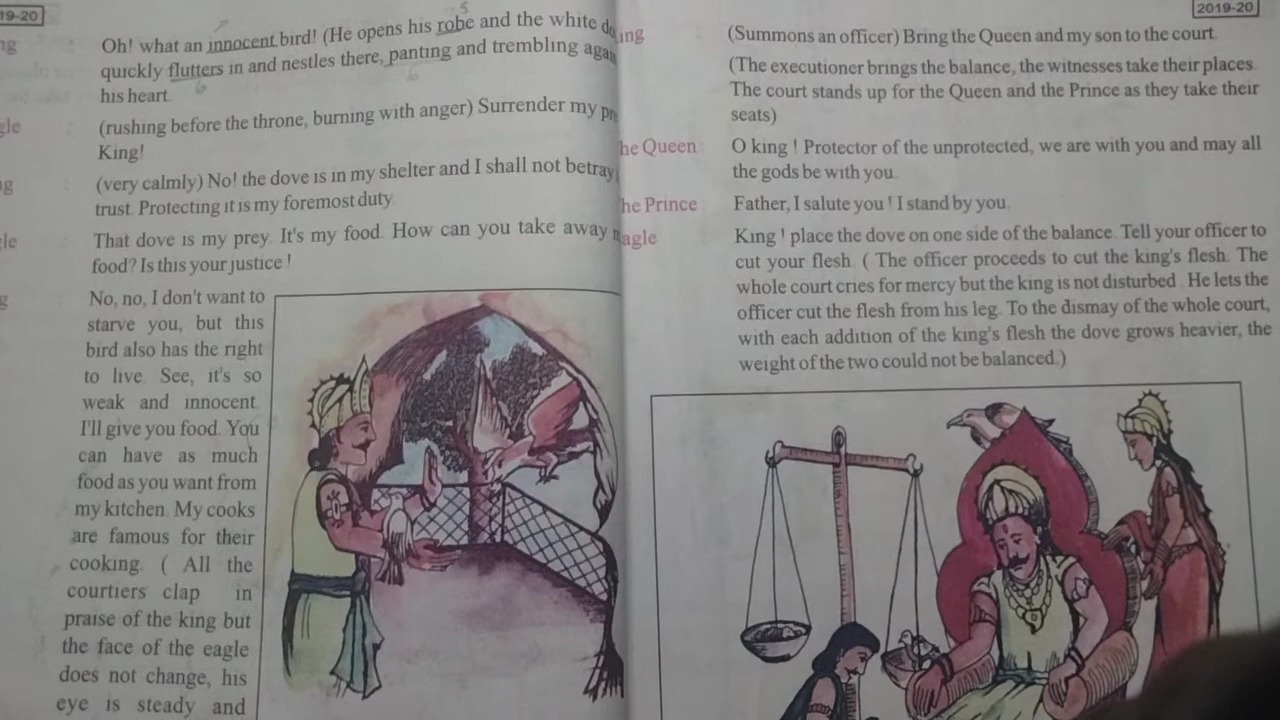 19-20
Oh! what an innocent bird! (He opens his robe and the white
quickly flutters in and nestles there, panting and trembling
his heart.
(rushing before the throne, burning with anger) Surrender my
King!
(very calmly) No! the dove is in my shelter and I shall not betray
trust. Protecting it is my foremost duty.
That dove is my prey. It's my food. How can you take away
food? Is this your justice !
No, no, I don't want to
starve you, but this
bird also has the right
to live. See, it's so
weak and innocent.
I'll give you food. You
can have as much
food as you want from
my kitchen. My cooks
are famous for their
cooking. ( All the
courtiers clap in
praise of the king but
the face of the eagle
does not change, his
eye is steady and
2019-20
(Summons an officer) Bring the Queen and my son to the court.
(The executioner brings the balance, the witnesses take their places.
The court stands up for the Queen and the Prince as they take their
seats)
he Queen : O king ! Protector of the unprotected, we are with you and may all
the gods be with you.
he Prince : Father, I salute you ! I stand by you.
agle : King ! place the dove on one side of the balance. Tell your officer to
cut your flesh. ( The officer proceeds to cut the king's flesh. The
whole court cries for mercy but the king is not disturbed. He lets the
officer cut the flesh from his leg. To the dismay of the whole court,
with each addition of the king's flesh the dove grows heavier, the
weight of the two could not be balanced.)